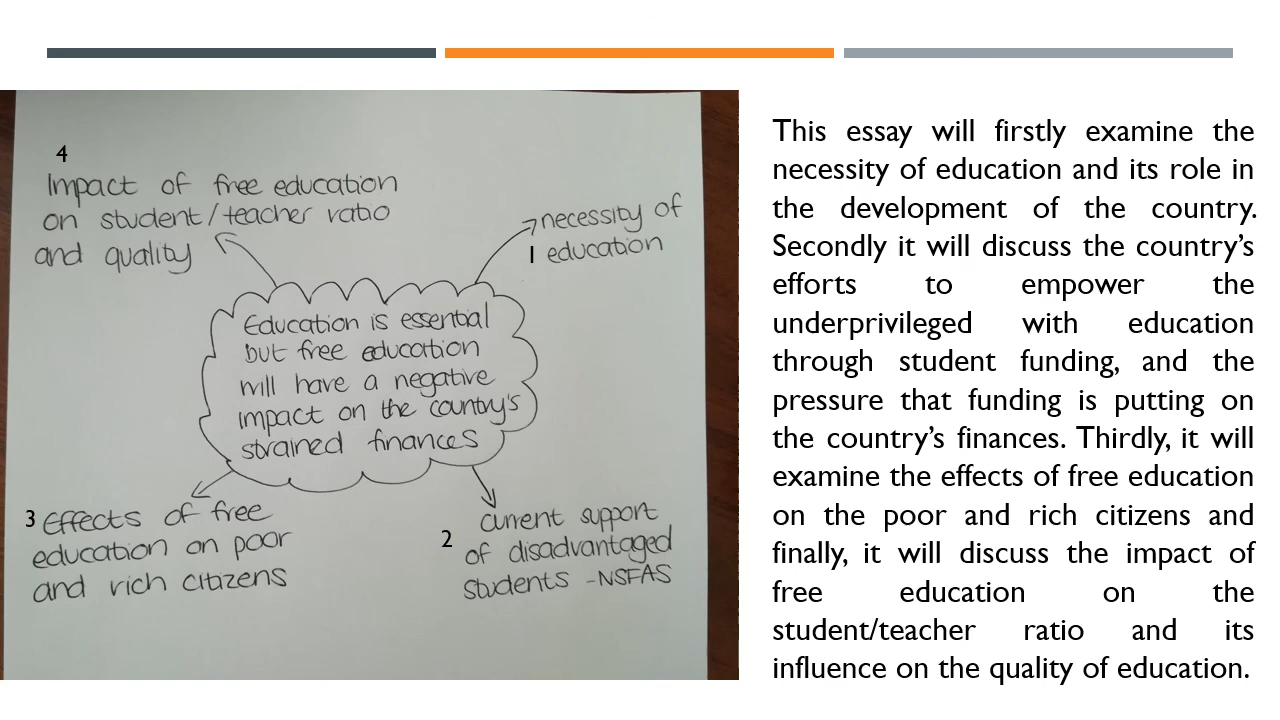 4
Impact of free education
on student/teacher ratio
and quality
necessity of
1 education
Education is essential
but free education
will have a negative
impact on the country's
strained finances
3 Effects of free
education on poor
and rich citizens
2
current support
of disadvantaged
students - NSFAS
This essay will firstly examine the
necessity of education and its role in
the development of the country.
Secondly it will discuss the country’s
efforts to empower the
underprivileged with education
through student funding, and the
pressure that funding is putting on
the country’s finances. Thirdly, it will
examine the effects of free education
on the poor and rich citizens and
finally, it will discuss the impact of
free education on the
student/teacher ratio and its
influence on the quality of education.